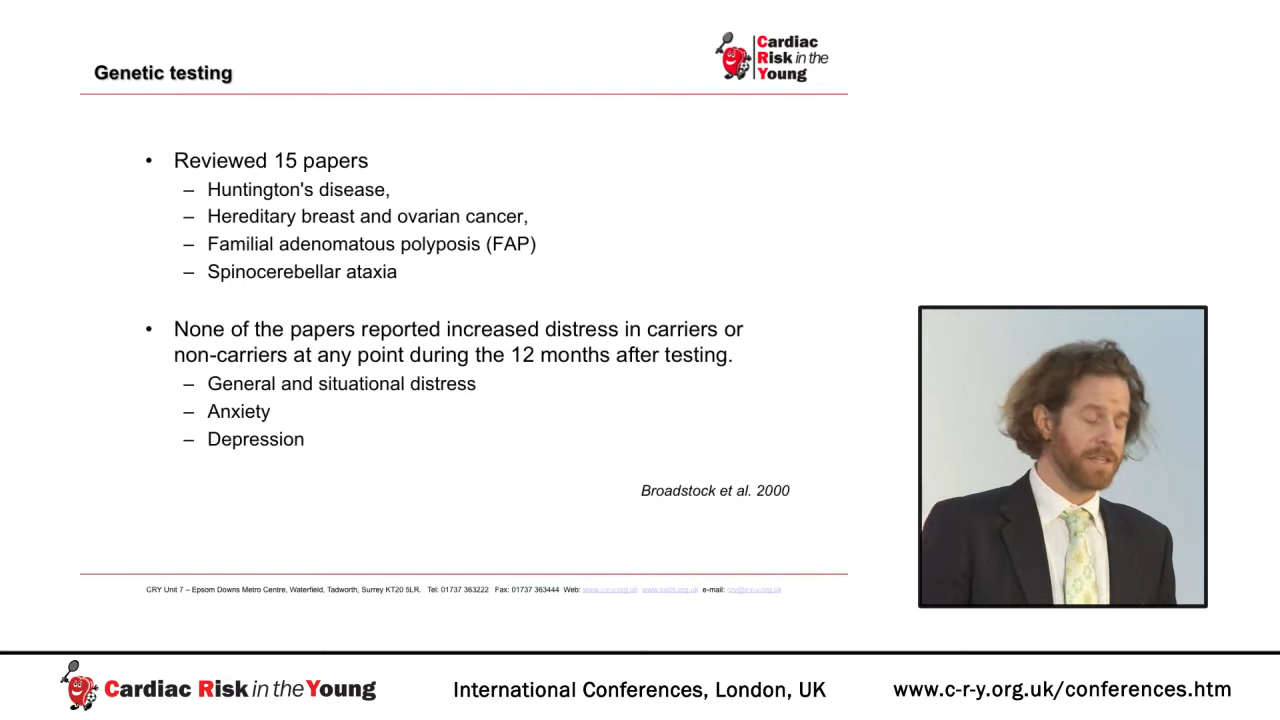 Genetic testing
Cardiac
Risk in the
Young
• Reviewed 15 papers
– Huntington's disease,
– Hereditary breast and ovarian cancer,
– Familial adenomatous polyposis (FAP)
– Spinocerebellar ataxia
• None of the papers reported increased distress in carriers or
non-carriers at any point during the 12 months after testing.
– General and situational distress
– Anxiety
– Depression
Broadstock et al. 2000
CRY Unit 7 – Epsom Downs Metro Centre, Waterfield, Tadworth, Surrey KT20 5LR. Tel: 01737 363222 Fax: 01737 363444 Web: www.c-r-y.org.uk www.sads.org.uk e-mail: cry@c-r-y.org.uk
Cardiac Risk in the Young
International Conferences, London, UK
www.c-r-y.org.uk/conferences.htm